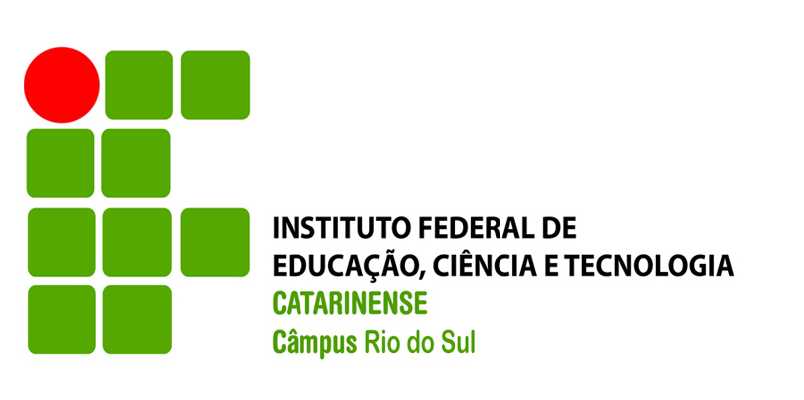 INSTITUTO FEDERAL DE
EDUCAÇÃO, CIÊNCIA E TECNOLOGIA
CATARINENSE
Câmpus Rio do Sul